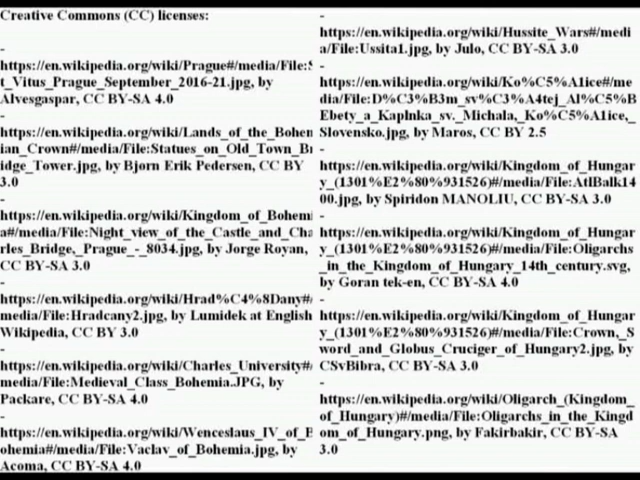 Creative Commons (CC) licenses:
-
https://en.wikipedia.org/wiki/Prague#/media/File:S
t_Vitus_Prague_September_2016-21.jpg, by
Alvesgaspar, CC BY-SA 4.0
-
https://en.wikipedia.org/wiki/Lands_of_the_Bohem
ian_Crown#/media/File:Statues_on_Old_Town_Br
idge_Tower.jpg, by Bjørn Erik Pedersen, CC BY
3.0
-
https://en.wikipedia.org/wiki/Kingdom_of_Bohemi
a#/media/File:Night_view_of_the_Castle_and_Cha
rles_Bridge,_Prague_-_8034.jpg, by Jorge Royan,
CC BY-SA 3.0
-
https://en.wikipedia.org/wiki/Hrad%C4%8Dany#/
media/File:Hradcany2.jpg, by Lumidek at English
Wikipedia, CC BY 3.0
-
https://en.wikipedia.org/wiki/Charles_University#/
media/File:Medieval_Class_Bohemia.JPG, by
Packare, CC BY-SA 4.0
-
https://en.wikipedia.org/wiki/Wenceslaus_IV_of_B
ohemia#/media/File:Vaclav_of_Bohemia.jpg, by
Acoma, CC BY-SA 4.0
-
https://en.wikipedia.org/wiki/Hussite_Wars#/medi
a/File:Ussita1.jpg, by Julo, CC BY-SA 3.0
-
https://en.wikipedia.org/wiki/Ko%C5%A1ice#/me
dia/File:D%C3%B3m_sv%C3%A4tej_Al%C5%B
Ebety_a_Kaplnka_sv._Michala,_Ko%C5%A1ice,_
Slovensko.jpg, by Maros, CC BY 2.5
-
https://en.wikipedia.org/wiki/Kingdom_of_Hungar
y_(1301%E2%80%931526)#/media/File:AtlBalk14
00.jpg, by Spiridon MANOLIU, CC BY-SA 3.0
-
https://en.wikipedia.org/wiki/Kingdom_of_Hungar
y_(1301%E2%80%931526)#/media/File:Oligarchs
_in_the_Kingdom_of_Hungary_14th_century.svg,
by Goran tek-en, CC BY-SA 4.0
-
https://en.wikipedia.org/wiki/Kingdom_of_Hungar
y_(1301%E2%80%931526)#/media/File:Crown,_S
word_and_Globus_Cruciger_of_Hungary2.jpg, by
CSvBibra, CC BY-SA 3.0
-
https://en.wikipedia.org/wiki/Oligarch_(Kingdom_
of_Hungary)#/media/File:Oligarchs_in_the_Kingd
om_of_Hungary.png, by Fakirbakir, CC BY-SA
3.0